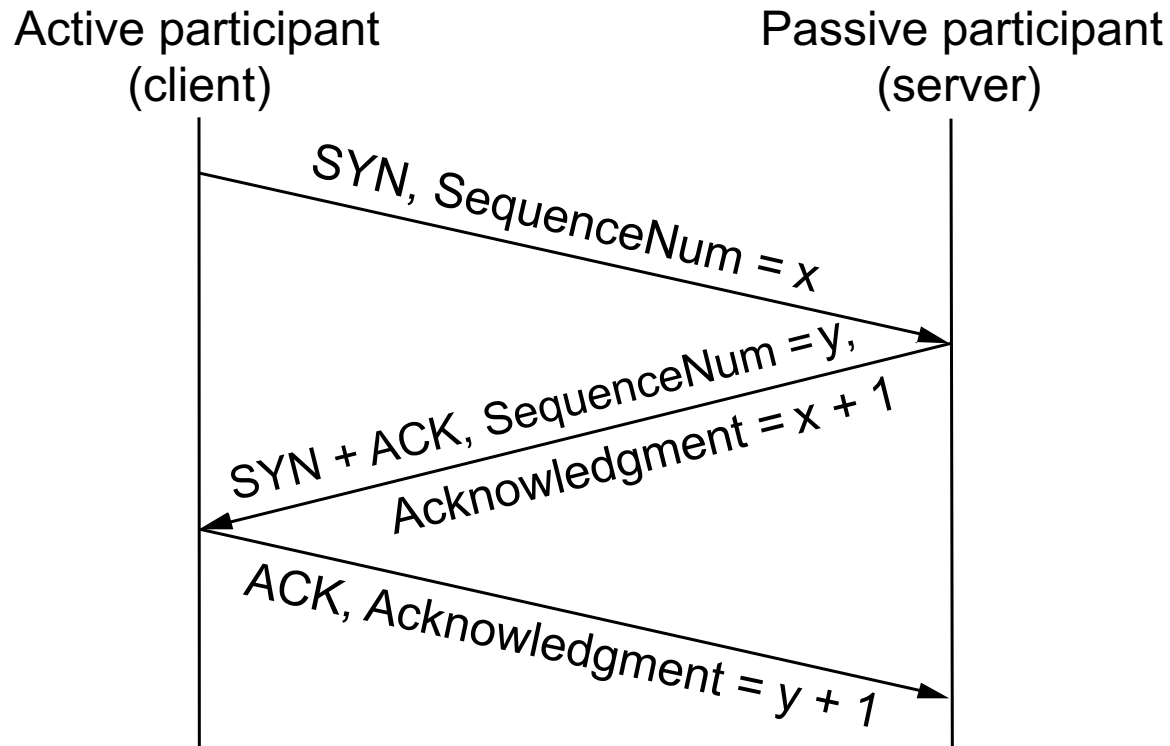 Active participant
(client)
Passive participant
(server)
SYN, SequenceNum = x
SYN + ACK, SequenceNum = y,
Acknowledgment = x + 1
ACK, Acknowledgment = y + 1